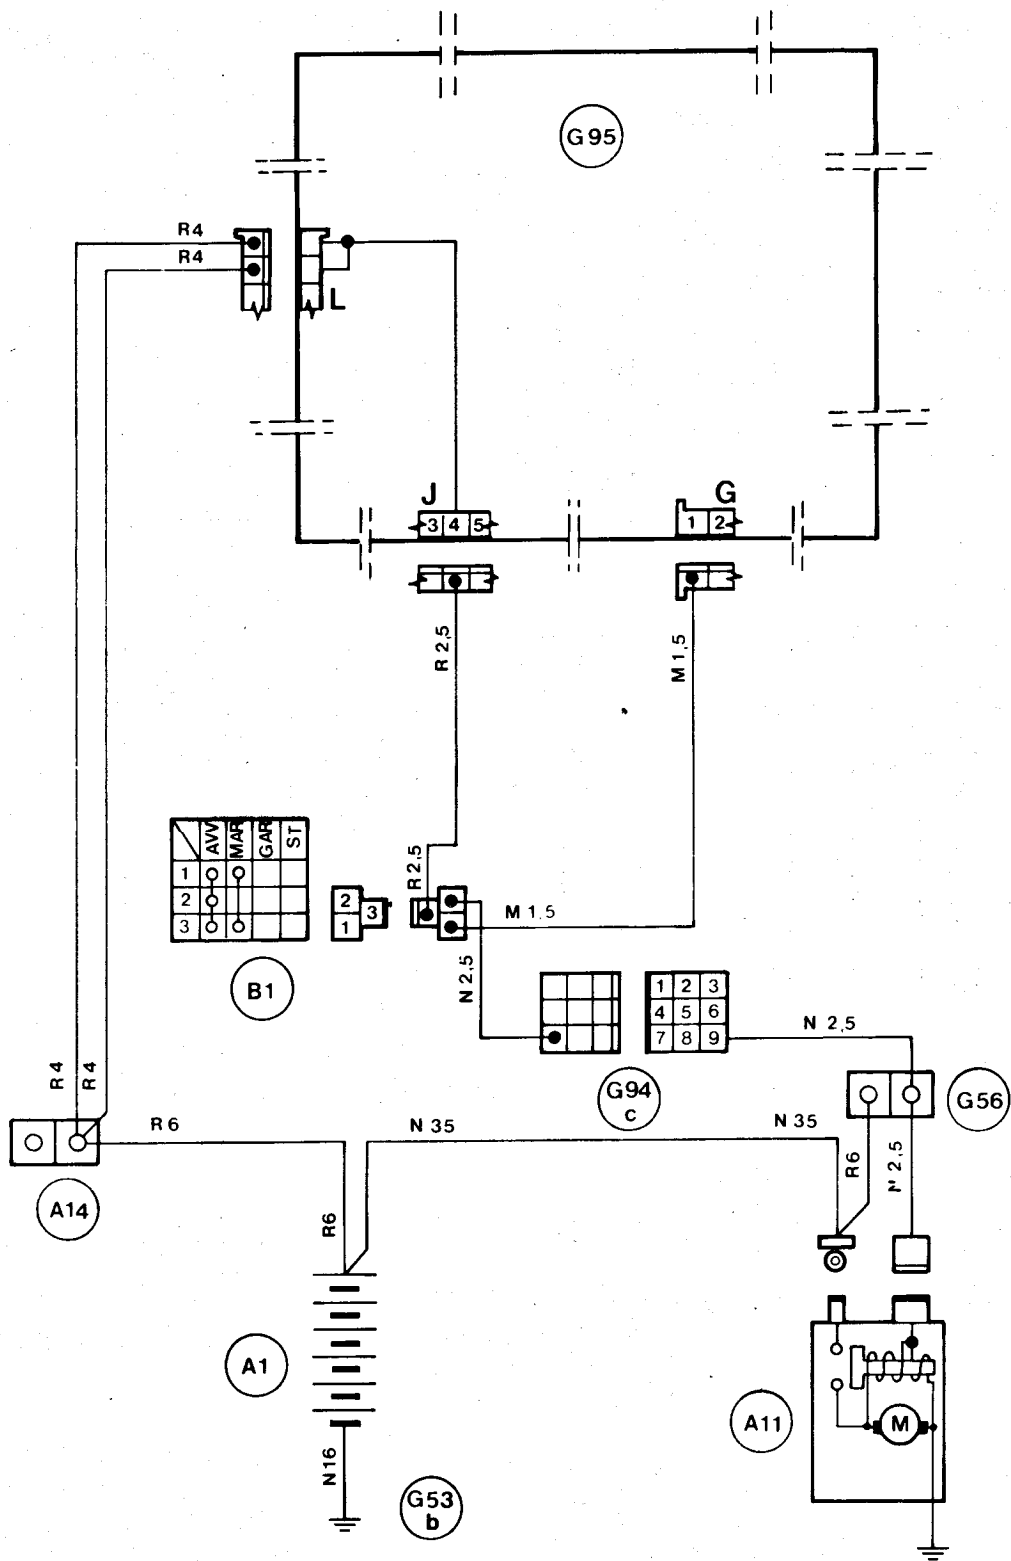 G95
R4
R4
L
J
G
3 4 5
1 2
R 2,5
M 1,5
AVV MAR GAR ST
1
2
3
R 2,5
2
3
1
M 1,5
N 2,5
B1
1 2 3
4 5 6
7 8 9
N 2,5
G94
c
G56
R4
R4
R6
N 35
N 35
R6
N 2,5
A14
R6
A1
A11
M
N16
G53
b